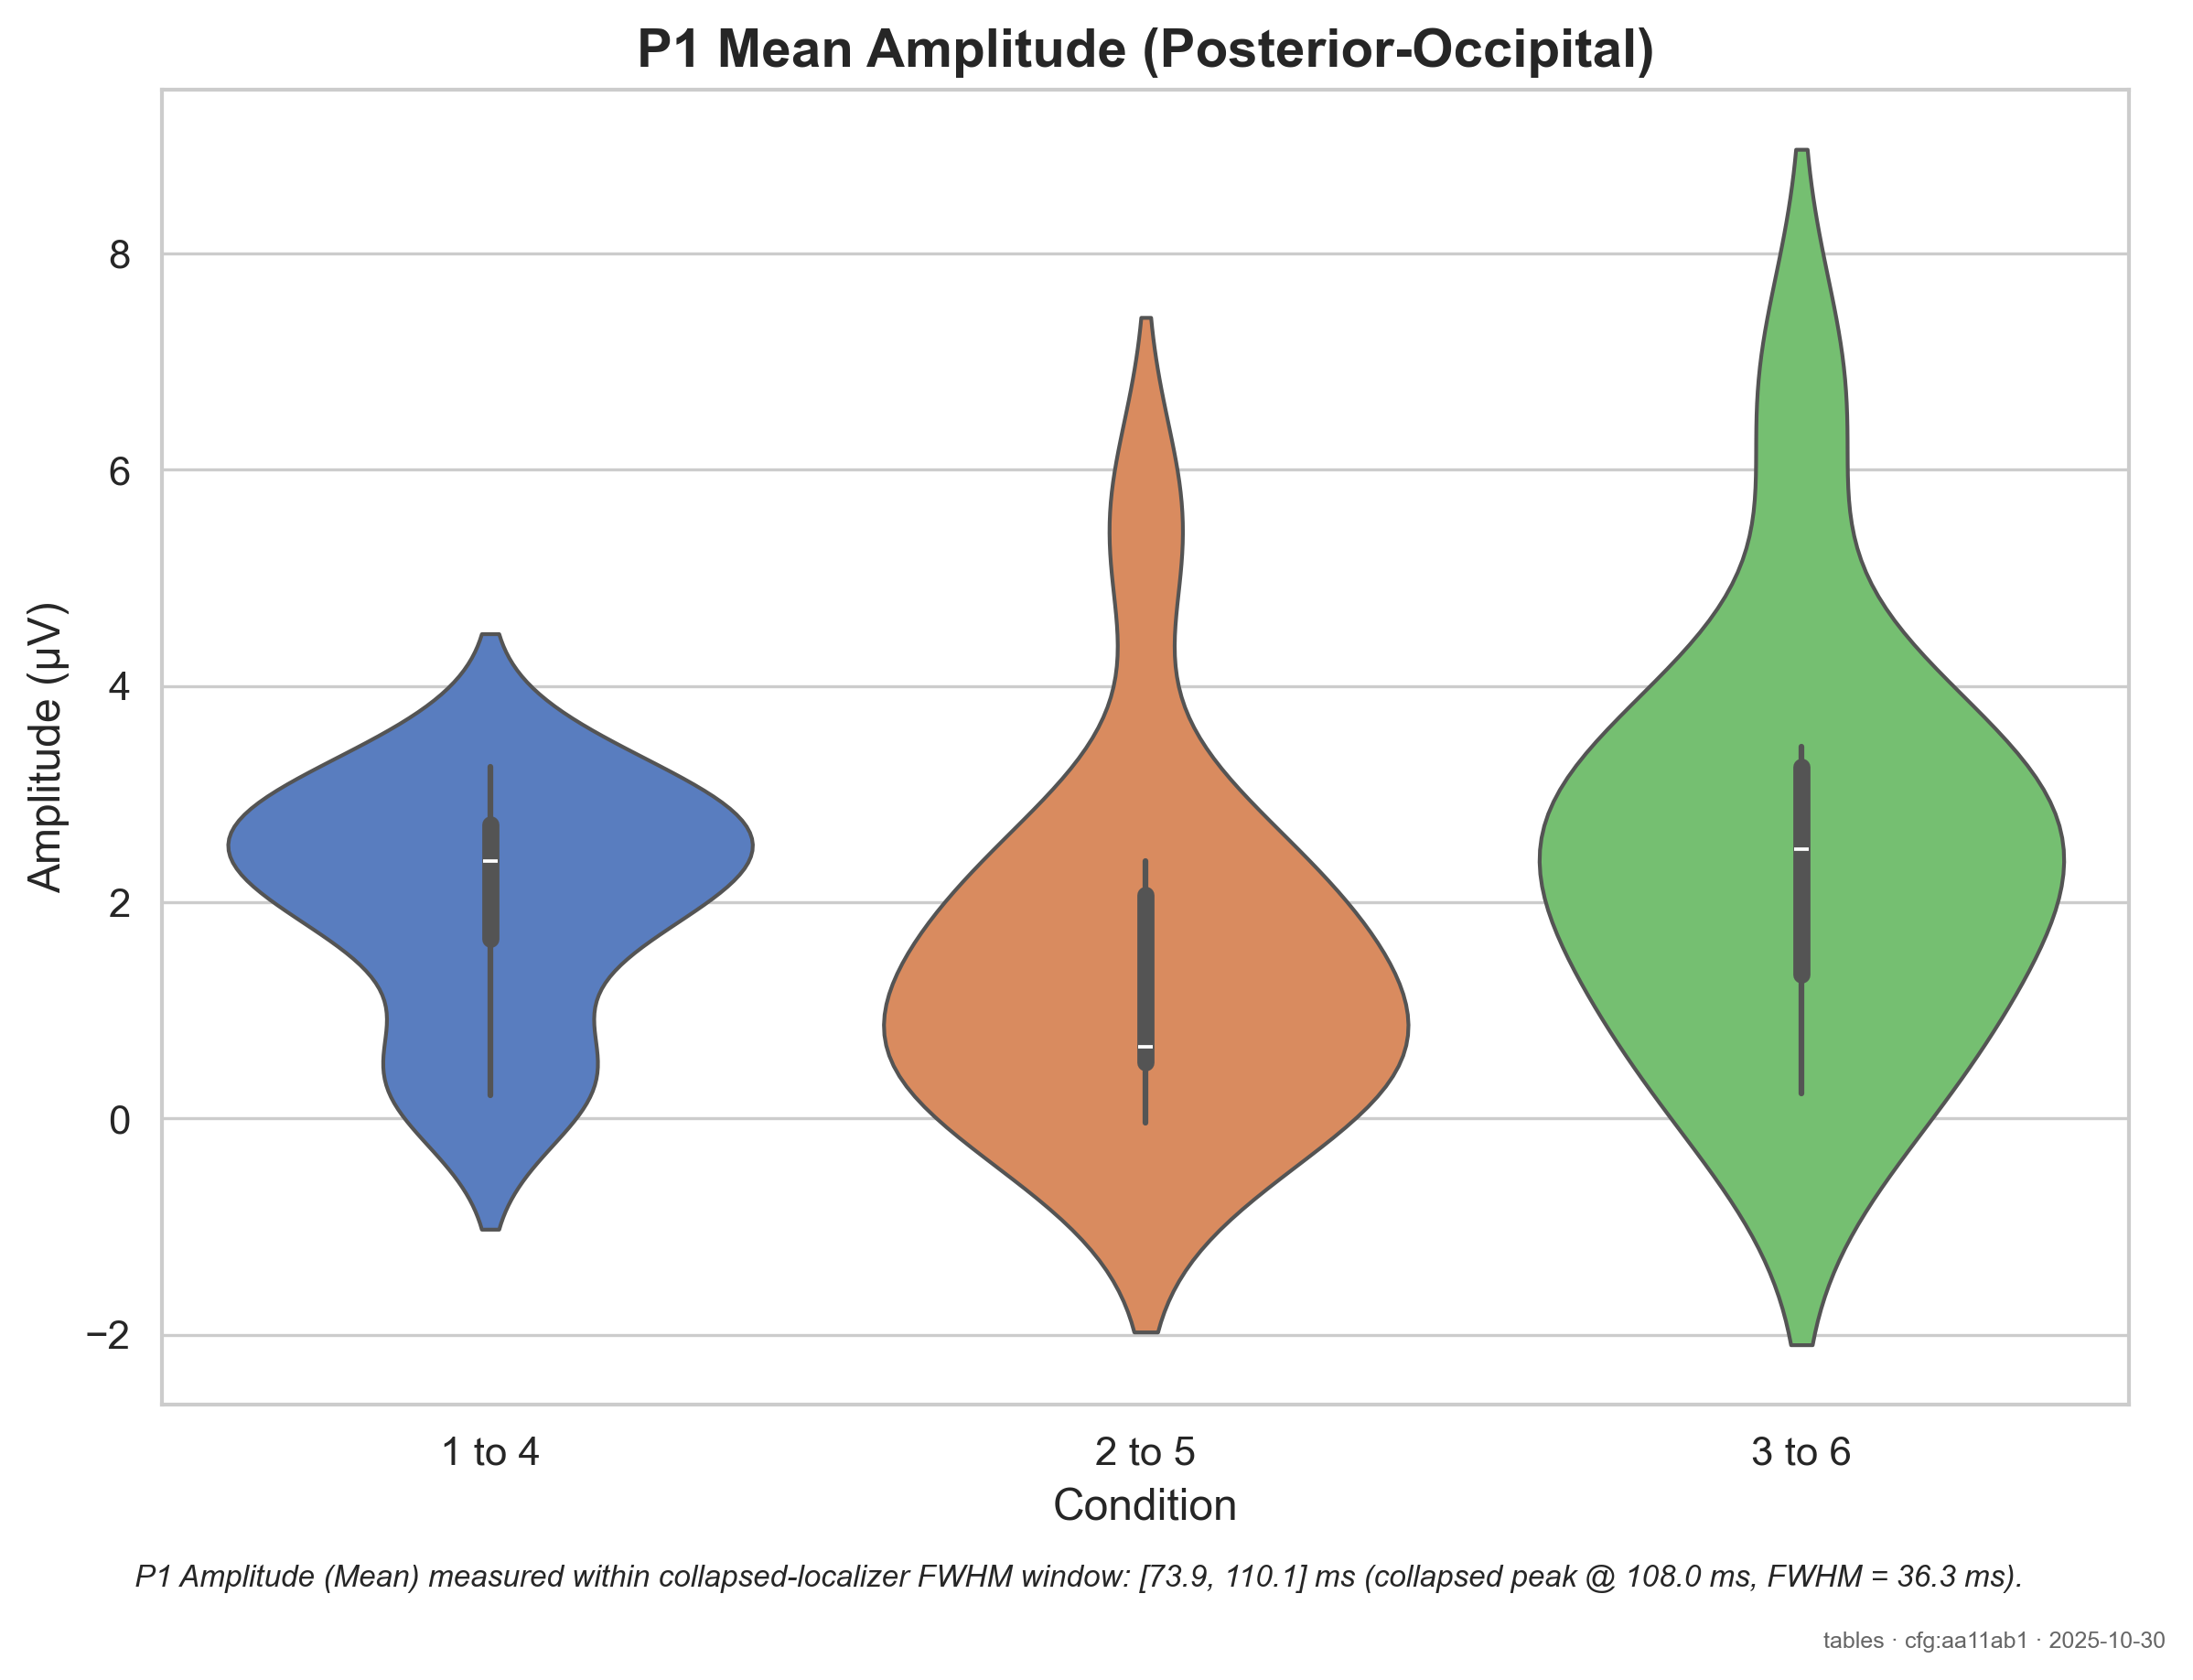 P1 Mean Amplitude (Posterior-Occipital)
Amplitude (µV)
8
6
4
2
0
−2
1 to 4
2 to 5
3 to 6
Condition
P1 Amplitude (Mean) measured within collapsed-localizer FWHM window: [73.9, 110.1] ms (collapsed peak @ 108.0 ms, FWHM = 36.3 ms).
tables · cfg:aa11ab1 · 2025-10-30